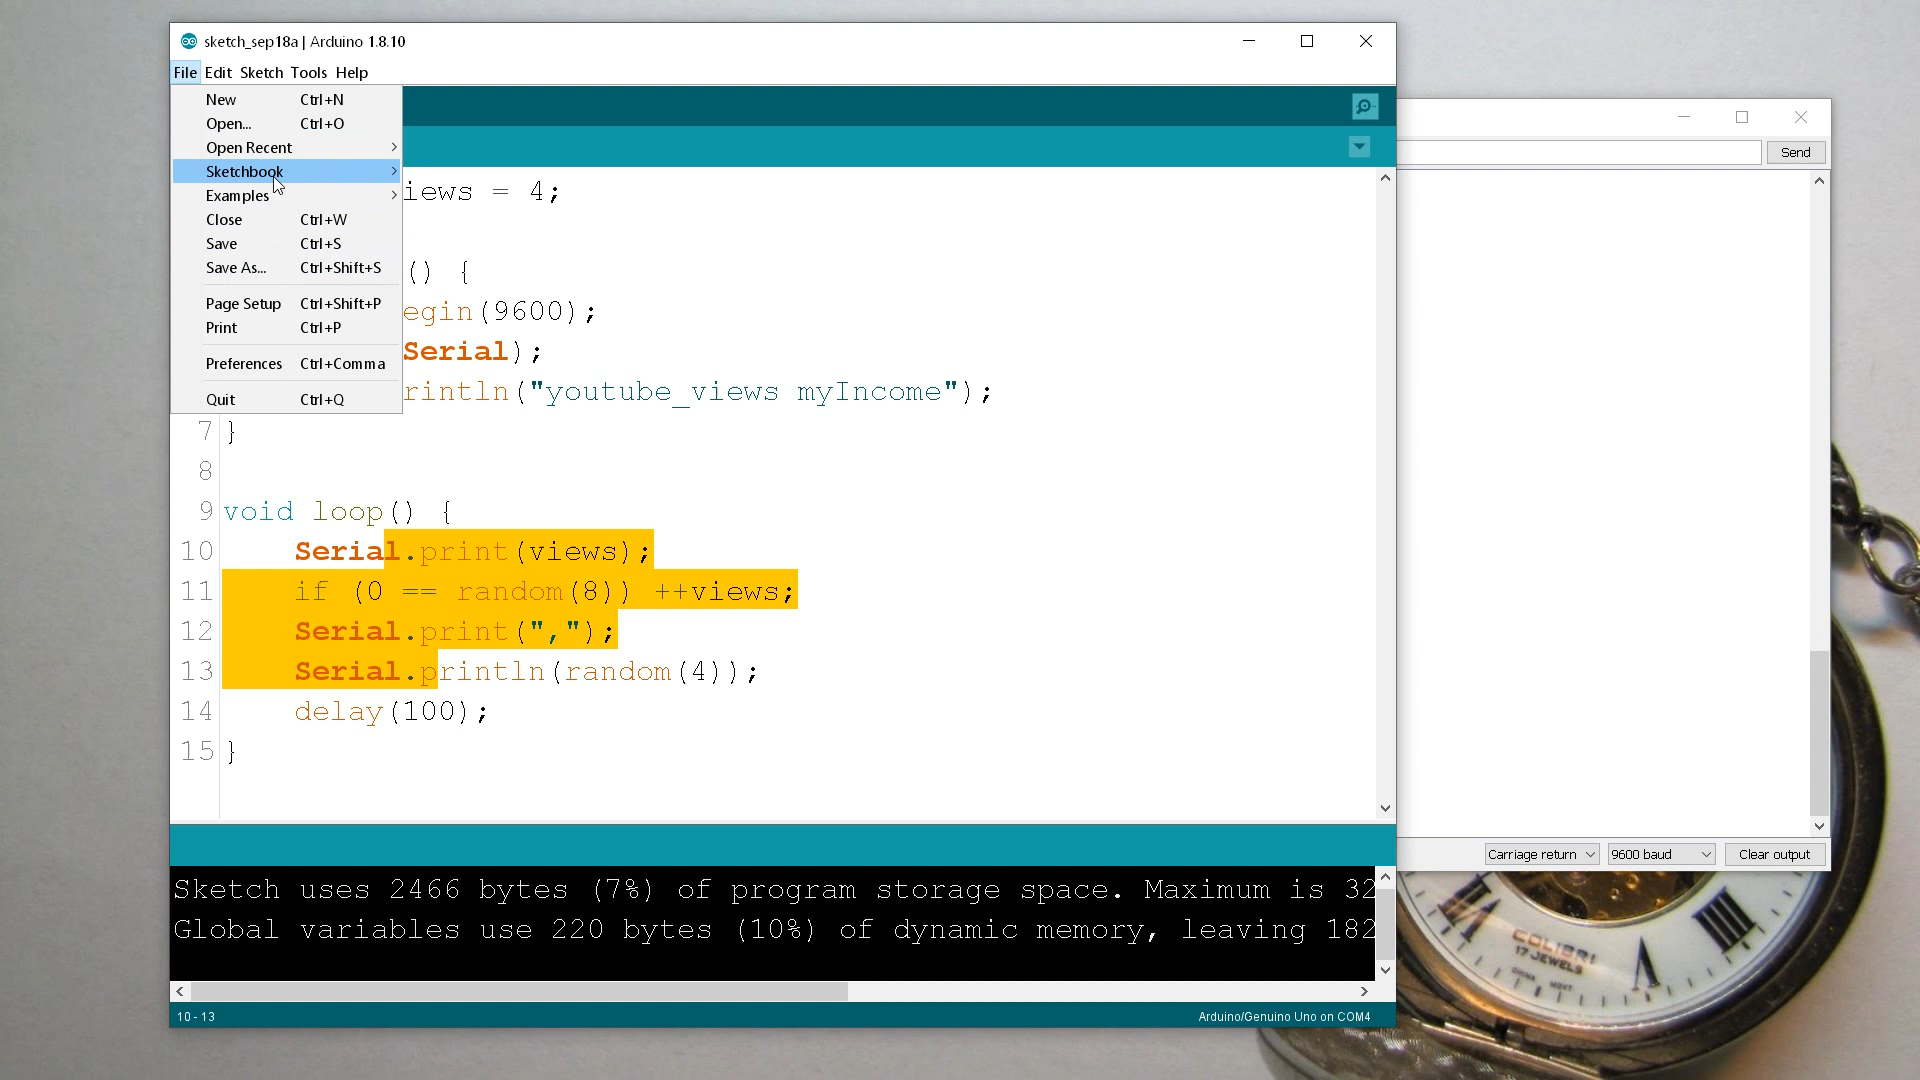 sketch_sep18a | Arduino 1.8.10
File Edit Sketch Tools Help
New Ctrl+N
Open... Ctrl+O
Open Recent
Sketchbook
Examples
Close Ctrl+W
Save Ctrl+S
Save As... Ctrl+Shift+S
Page Setup Ctrl+Shift+P
Print Ctrl+P
Preferences Ctrl+Comma
Quit Ctrl+Q
Send
iews = 4;
() {
egin(9600);
Serial);
rintln("youtube_views myIncome");
7 }
8
9 void loop() {
10 Serial.print(views);
11 if (0 == random(8)) ++views;
12 Serial.print(",");
13 Serial.println(random(4));
14 delay(100);
15 }
Carriage return 9600 baud Clear output
Sketch uses 2466 bytes (7%) of program storage space. Maximum is 32
Global variables use 220 bytes (10%) of dynamic memory, leaving 182
10 - 13
Arduino/Genuino Uno on COM4
COLIBRI
17 JEWELS